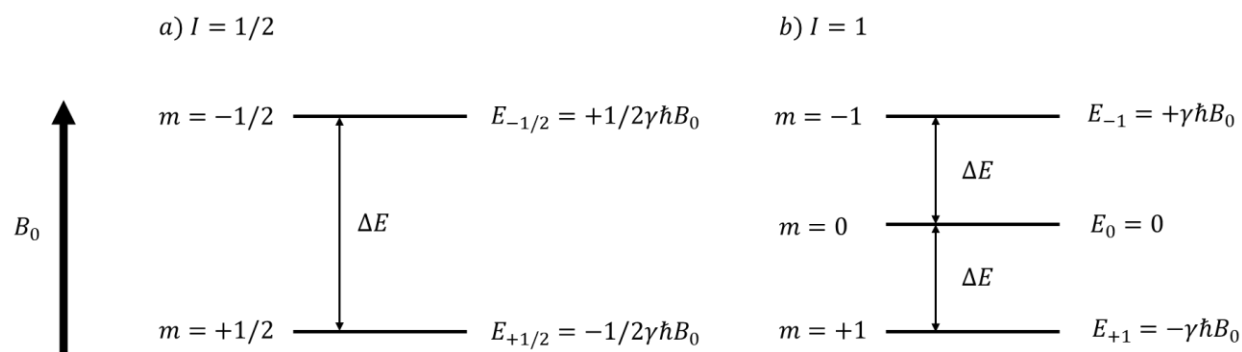 a) I = 1/2
b) I = 1
m = −1/2
E₋₁/₂ = +1/2γħB₀
m = −1
E₋₁ = +γħB₀
ΔE
B₀
ΔE
m = 0
E₀ = 0
ΔE
m = +1/2
E₊₁/₂ = −1/2γħB₀
m = +1
E₊₁ = −γħB₀